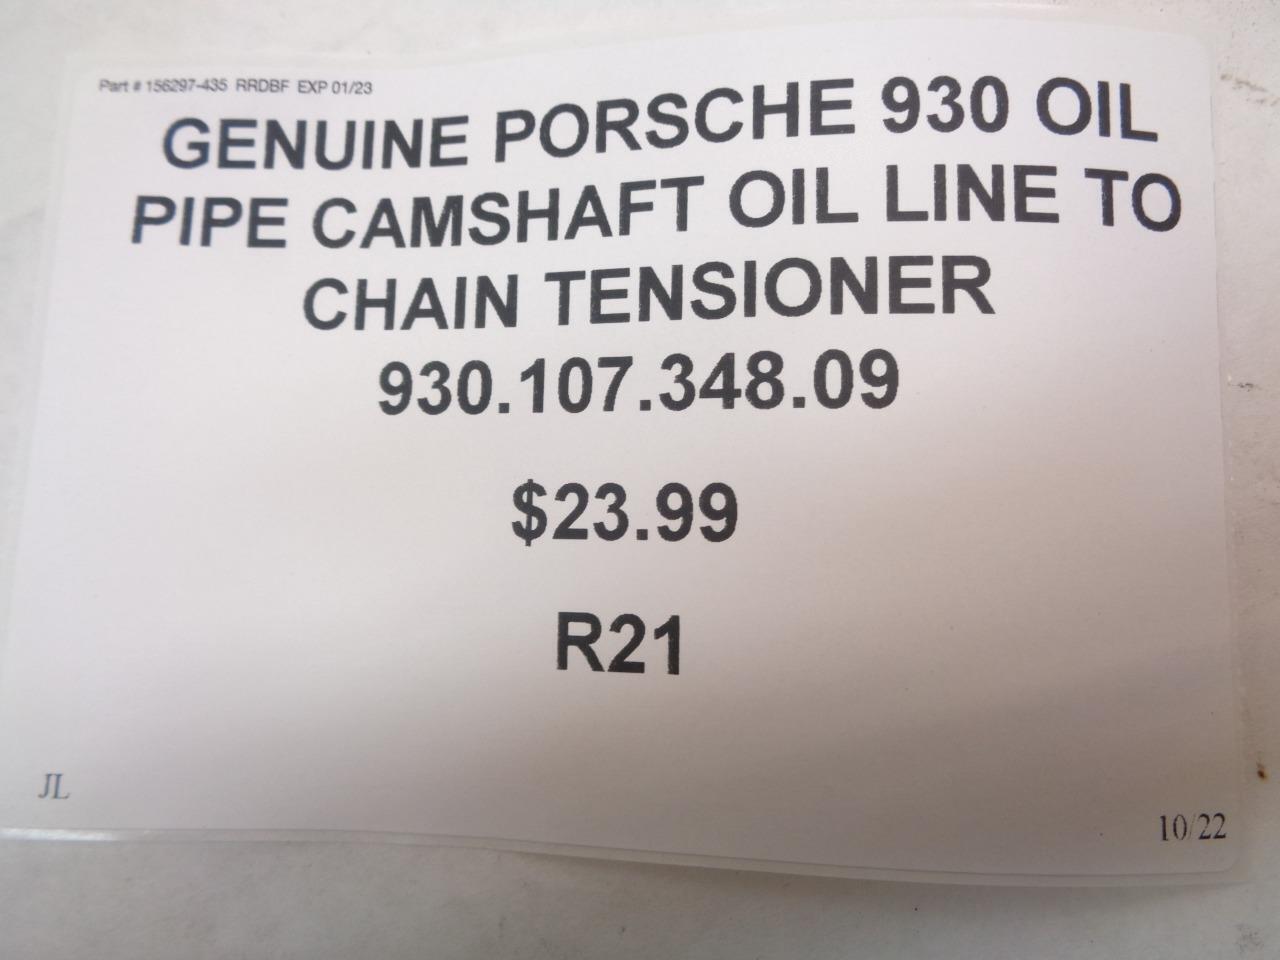 Part # 156297-435 RRDBF EXP 01/23
GENUINE PORSCHE 930 OIL
PIPE CAMSHAFT OIL LINE TO
CHAIN TENSIONER
930.107.348.09
$23.99
R21
JL
10/22